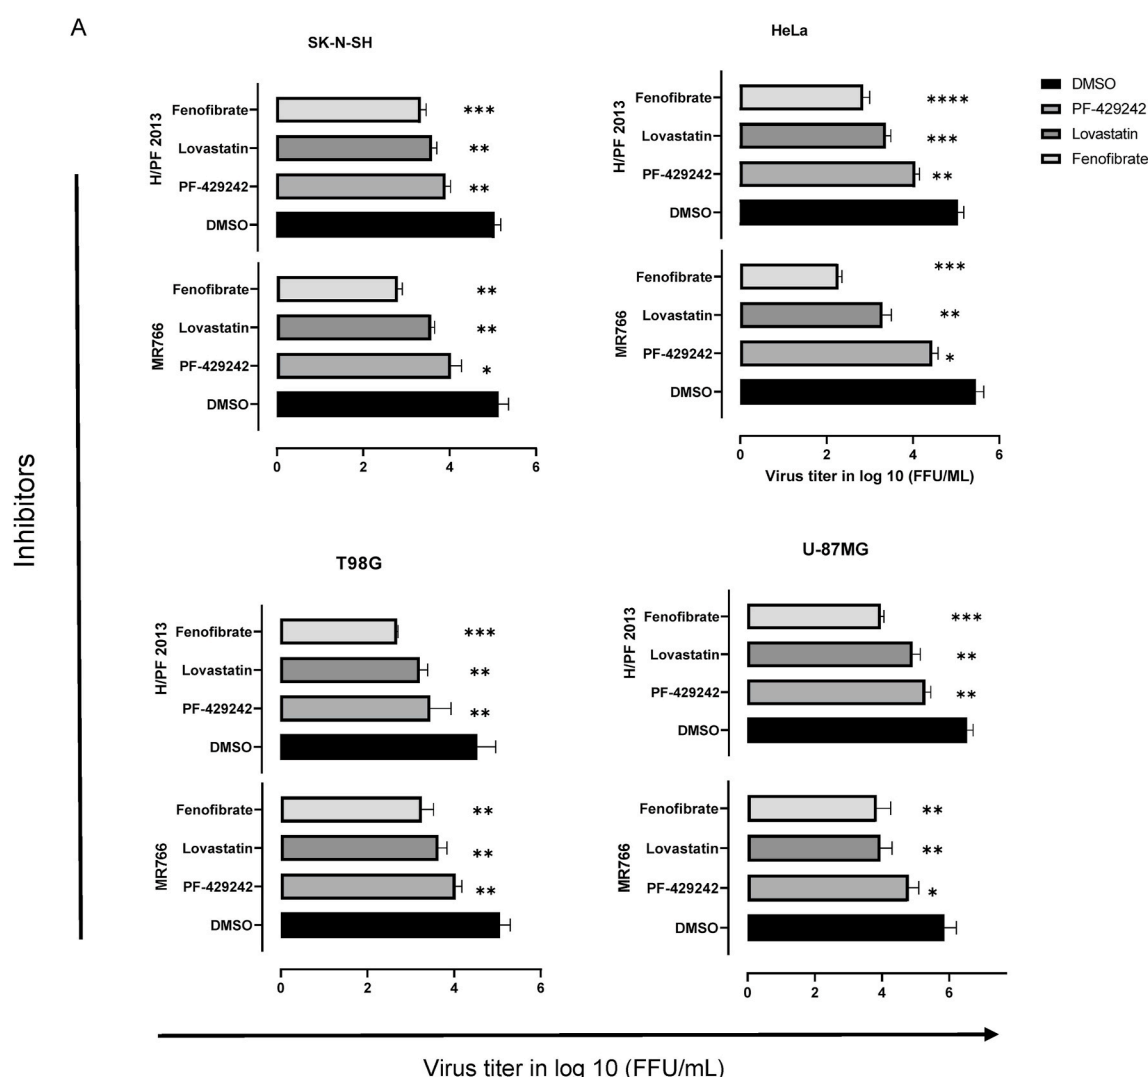 A
SK-N-SH
H/PF 2013
Fenofibrate
***
Lovastatin
**
PF-429242
**
DMSO
MR766
Fenofibrate
**
Lovastatin
**
PF-429242
*
DMSO
0 2 4 6
HeLa
H/PF 2013
Fenofibrate
****
Lovastatin
***
PF-429242
**
DMSO
MR766
Fenofibrate
***
Lovastatin
**
PF-429242
*
DMSO
0 2 4 6
Virus titer in log 10 (FFU/ML)
DMSO
PF-429242
Lovastatin
Fenofibrate
Inhibitors
T98G
H/PF 2013
Fenofibrate
***
Lovastatin
**
PF-429242
**
DMSO
MR766
Fenofibrate
**
Lovastatin
**
PF-429242
**
DMSO
0 2 4 6
U-87MG
H/PF 2013
Fenofibrate
***
Lovastatin
**
PF-429242
**
DMSO
MR766
Fenofibrate
**
Lovastatin
**
PF-429242
*
DMSO
0 2 4 6
Virus titer in log 10 (FFU/mL)